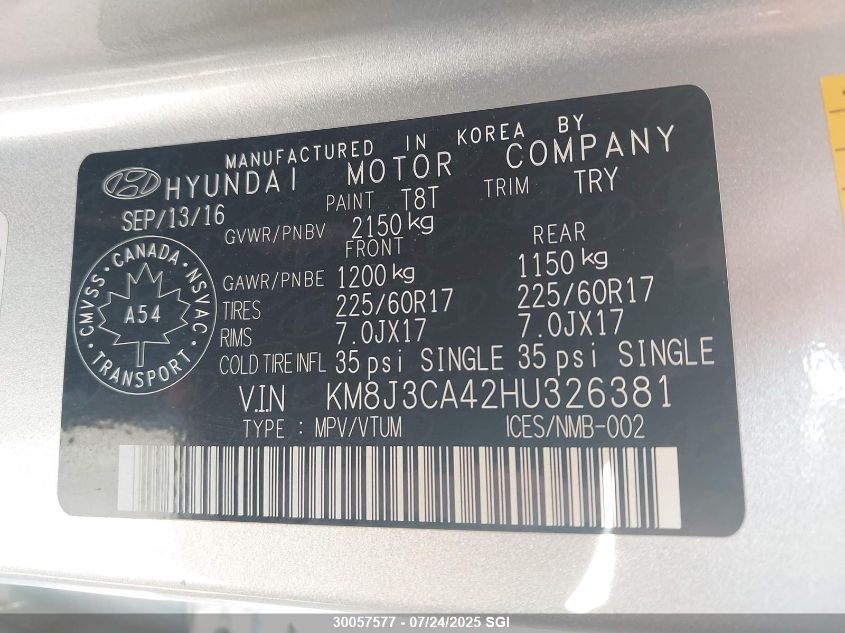 MANUFACTURED IN KOREA BY
HYUNDAI MOTOR COMPANY
SEP/13/16 PAINT T8T TRIM TRY
GVWR/PNBV 2150 kg
FRONT REAR
GAWR/PNBE 1200 kg 1150 kg
TIRES 225/60R17 225/60R17
RIMS 7.0JX17 7.0JX17
COLD TIRE INFL 35 psi SINGLE 35 psi SINGLE
CMVSS CANADA NSVAC
A54
TRANSPORT
V.I.N KM8J3CA42HU326381
TYPE : MPV/VTUM ICES/NMB-002
30057577 - 07/24/2025 SGI